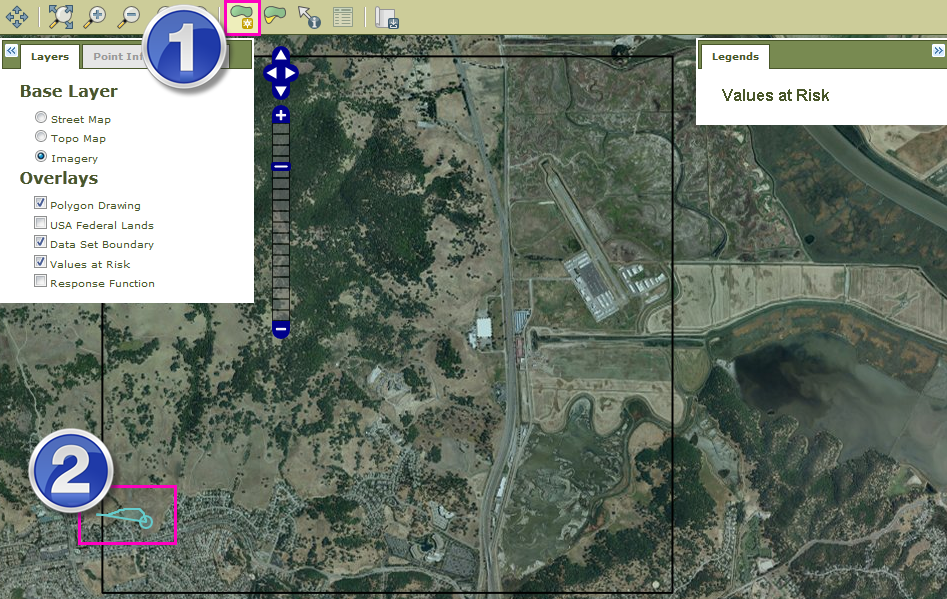 1
Layers
Point Inf
Legends
Values at Risk
Base Layer
Street Map
Topo Map
Imagery
Overlays
Polygon Drawing
USA Federal Lands
Data Set Boundary
Values at Risk
Response Function
2